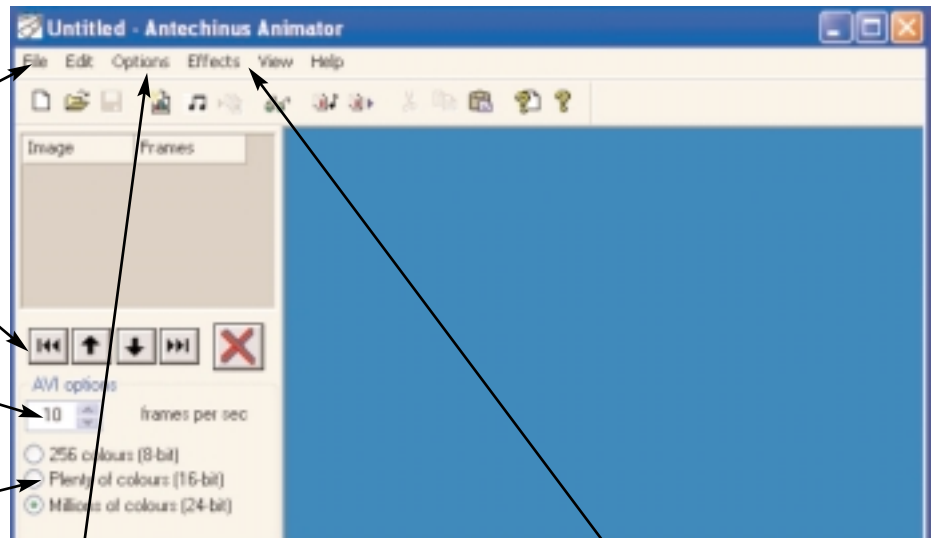 Untitled - Antechinus Animator
File Edit Options Effects View Help
Image Frames
AVI options
10 frames per sec
256 colours (8-bit)
Plenty of colours (16-bit)
Millions of colours (24-bit)